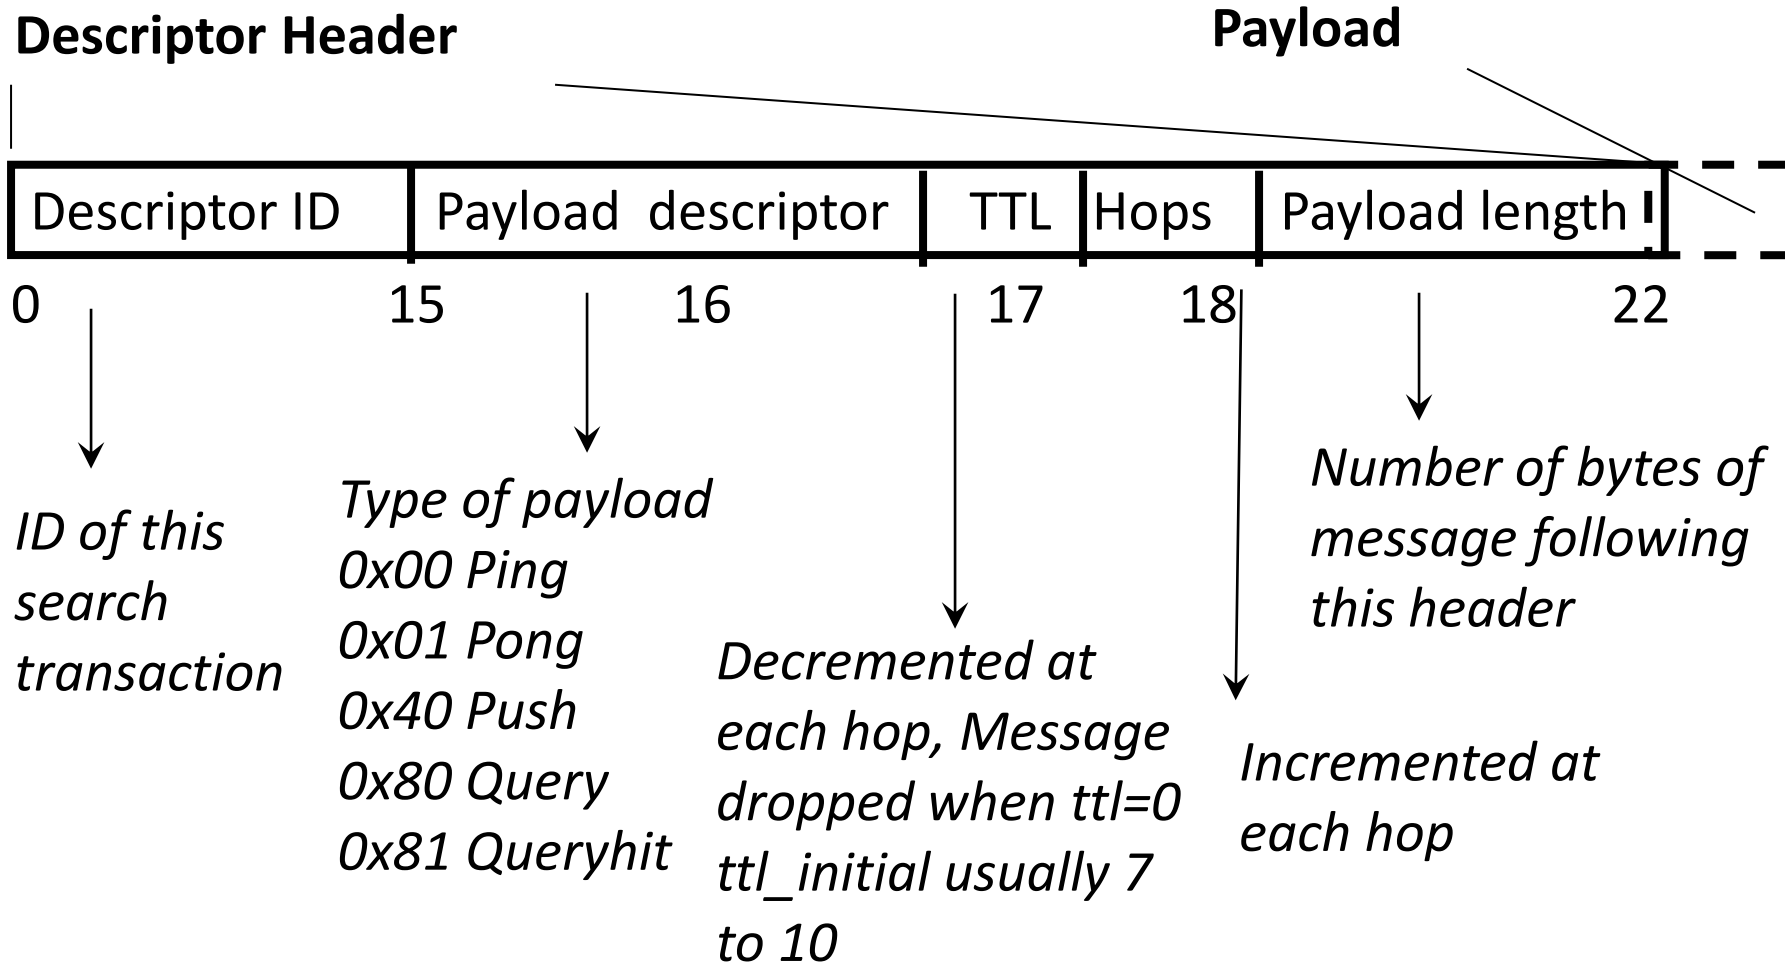 Descriptor Header
Payload
Descriptor ID
Payload descriptor
TTL
Hops
Payload length
0
15
16
17
18
22
ID of this
search
transaction
Type of payload
0x00 Ping
0x01 Pong
0x40 Push
0x80 Query
0x81 Queryhit
Decremented at
each hop, Message
dropped when ttl=0
ttl_initial usually 7
to 10
Incremented at
each hop
Number of bytes of
message following
this header